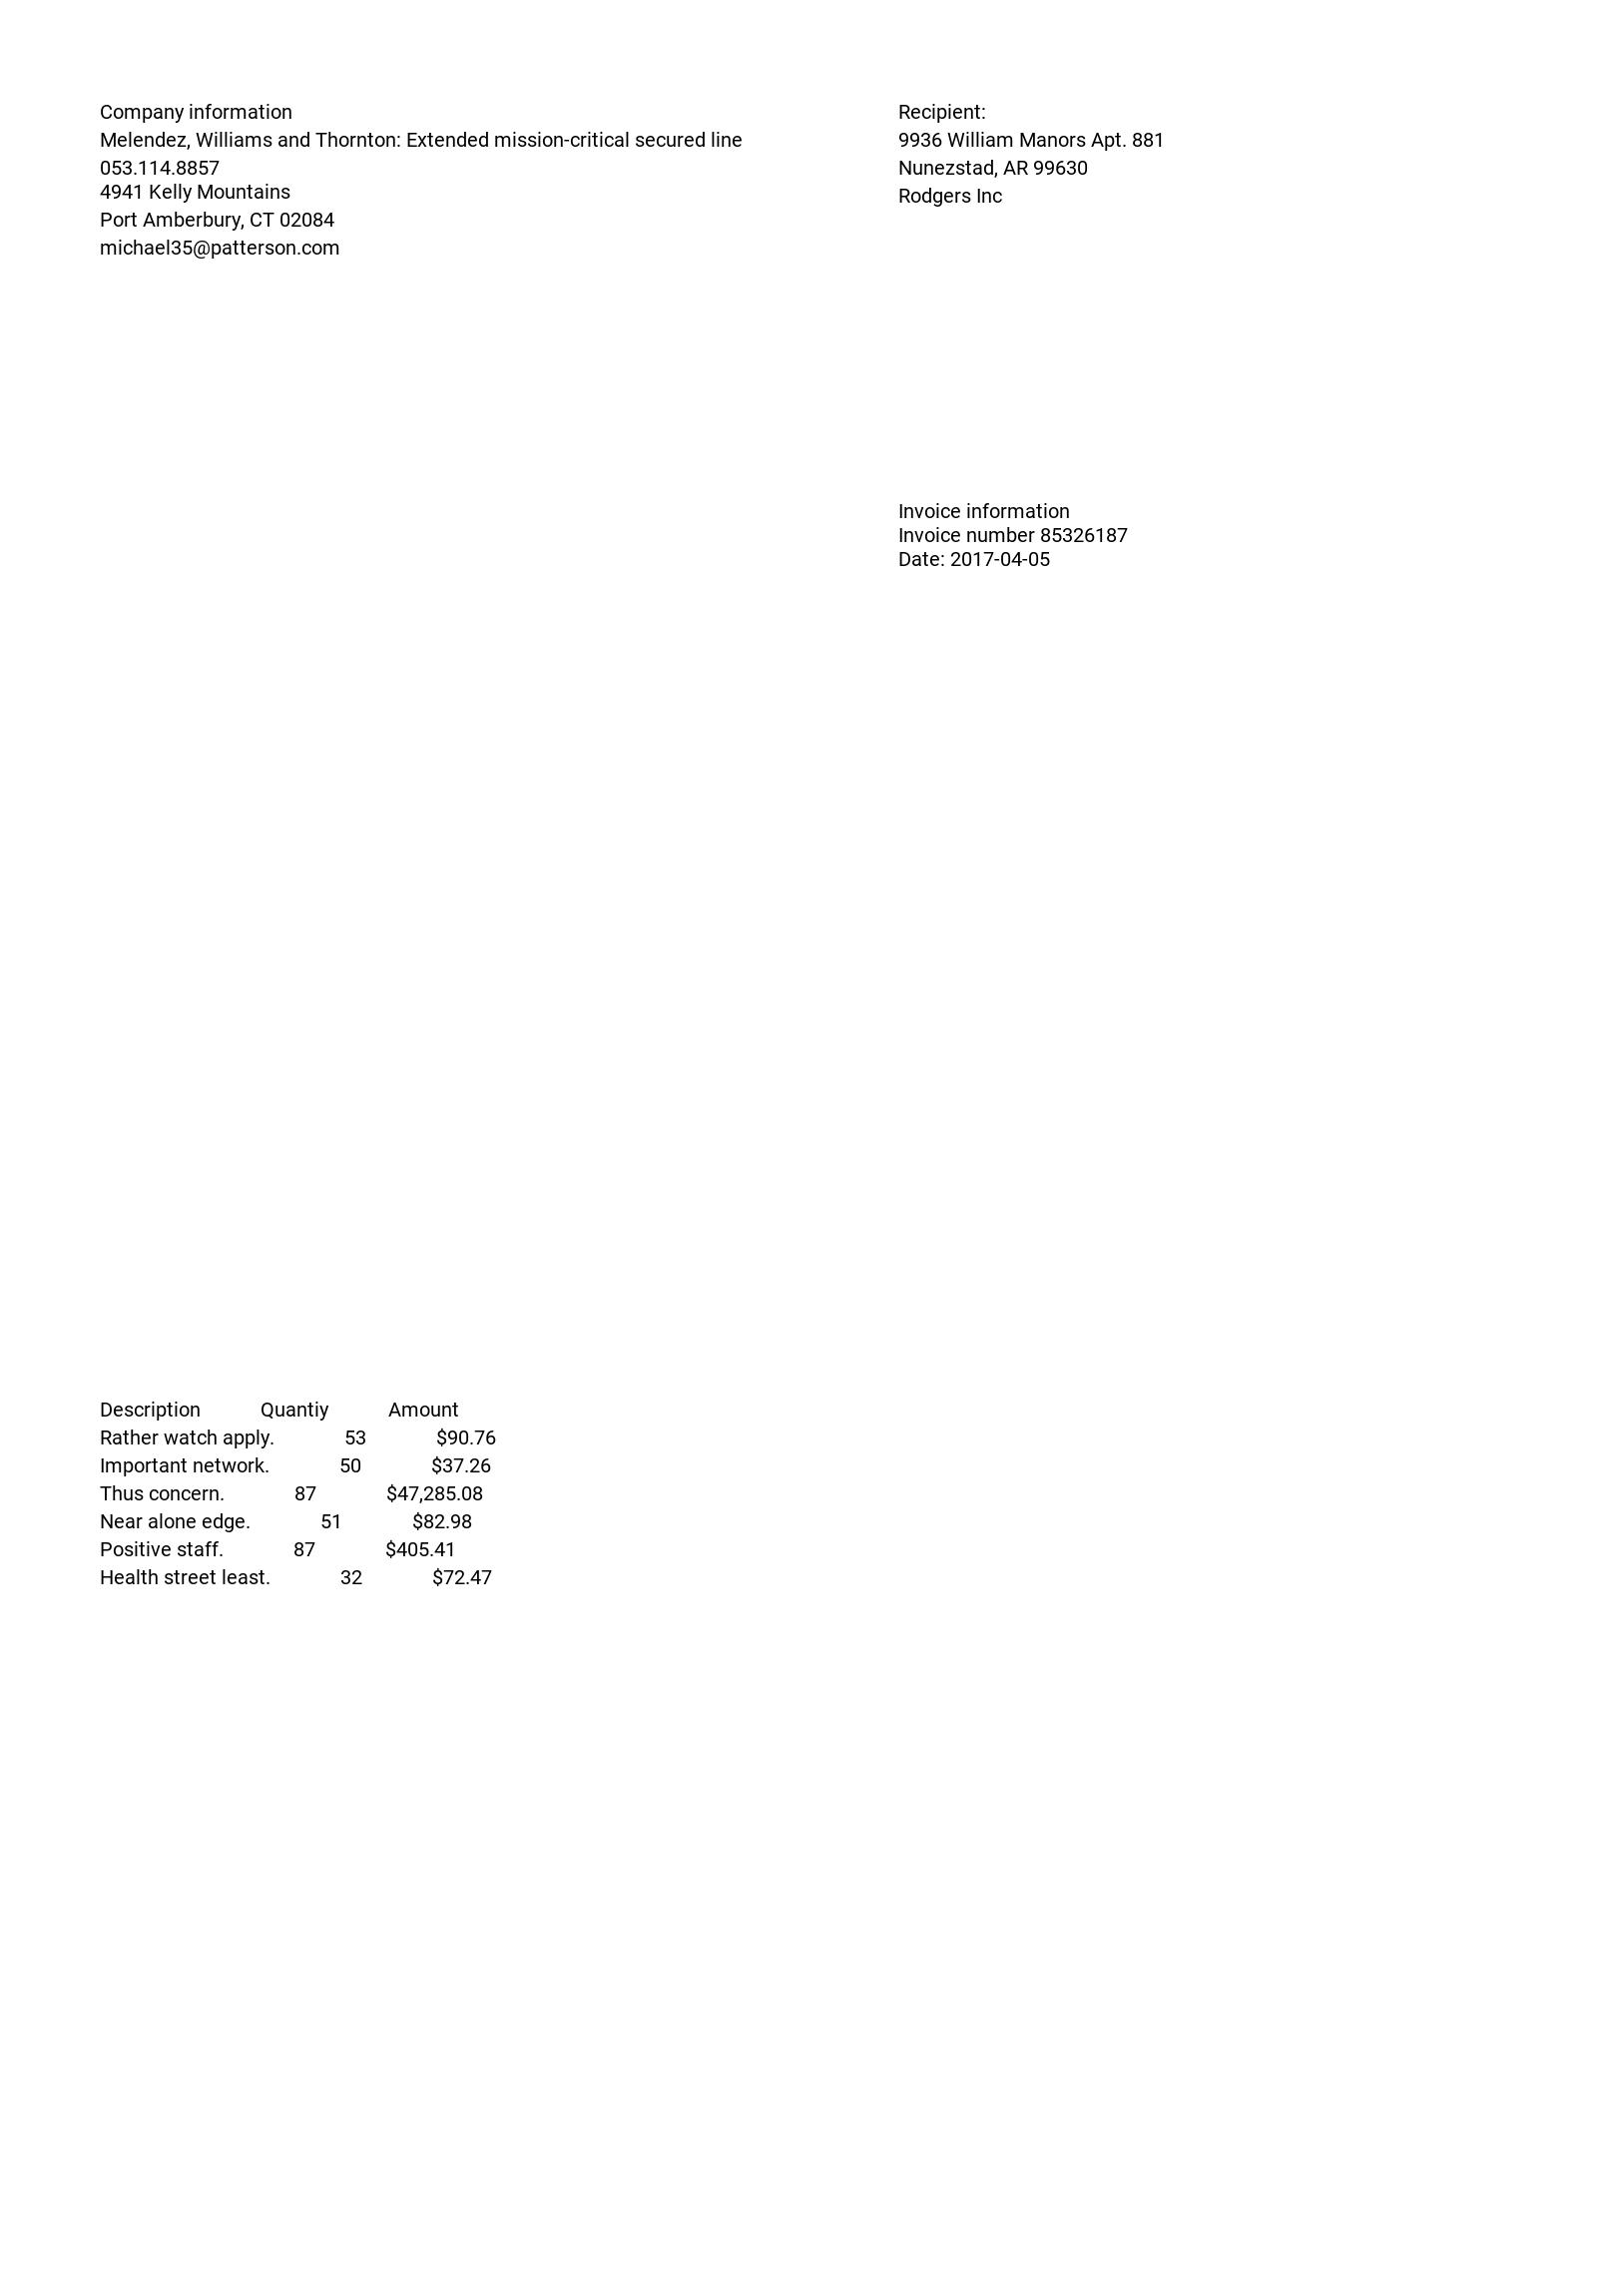 Company information
Melendez, Williams and Thornton: Extended mission-critical secured line
053.114.8857
4941 Kelly Mountains
Port Amberbury, CT 02084
michael35@patterson.com
Recipient:
9936 William Manors Apt. 881
Nunezstad, AR 99630
Rodgers Inc
Invoice information
Invoice number 85326187
Date: 2017-04-05
Description Quantiy Amount
Rather watch apply. 53 $90.76
Important network. 50 $37.26
Thus concern. 87 $47,285.08
Near alone edge. 51 $82.98
Positive staff. 87 $405.41
Health street least. 32 $72.47